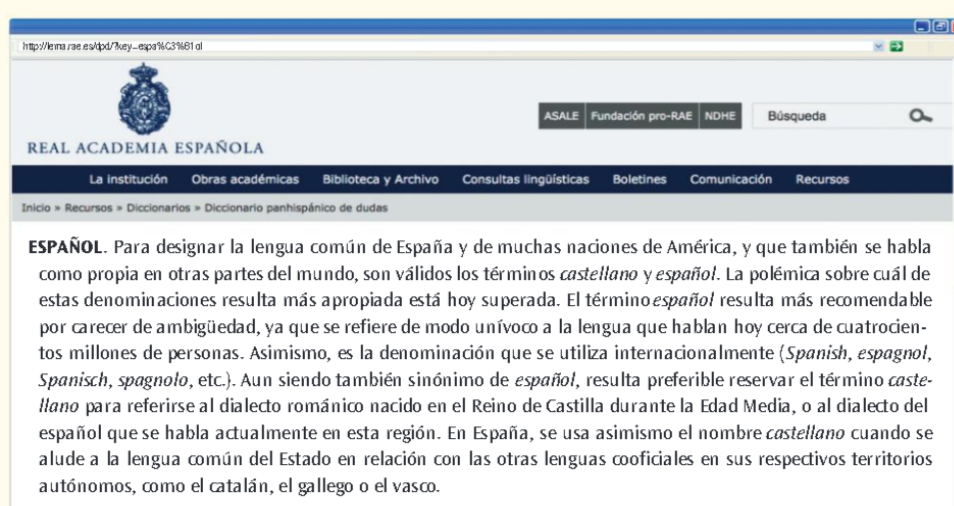 http://lema.rae.es/dpd/?key=espa%C3%B1ol
ASALE Fundación pro-RAE NDHE Búsqueda
REAL ACADEMIA ESPAÑOLA
La institución Obras académicas Biblioteca y Archivo Consultas lingüísticas Boletines Comunicación Recursos
Inicio » Recursos » Diccionarios » Diccionario panhispánico de dudas
ESPAÑOL. Para designar la lengua común de España y de muchas naciones de América, y que también se habla
como propia en otras partes del mundo, son válidos los términos castellano y español. La polémica sobre cuál de
estas denominaciones resulta más apropiada está hoy superada. El término español resulta más recomendable
por carecer de ambigüedad, ya que se refiere de modo unívoco a la lengua que hablan hoy cerca de cuatrocien-
tos millones de personas. Asimismo, es la denominación que se utiliza internacionalmente (Spanish, espagnol,
Spanisch, spagnolo, etc.). Aun siendo también sinónimo de español, resulta preferible reservar el término caste-
llano para referirse al dialecto románico nacido en el Reino de Castilla durante la Edad Media, o al dialecto del
español que se habla actualmente en esta región. En España, se usa asimismo el nombre castellano cuando se
alude a la lengua común del Estado en relación con las otras lenguas cooficiales en sus respectivos territorios
autónomos, como el catalán, el gallego o el vasco.